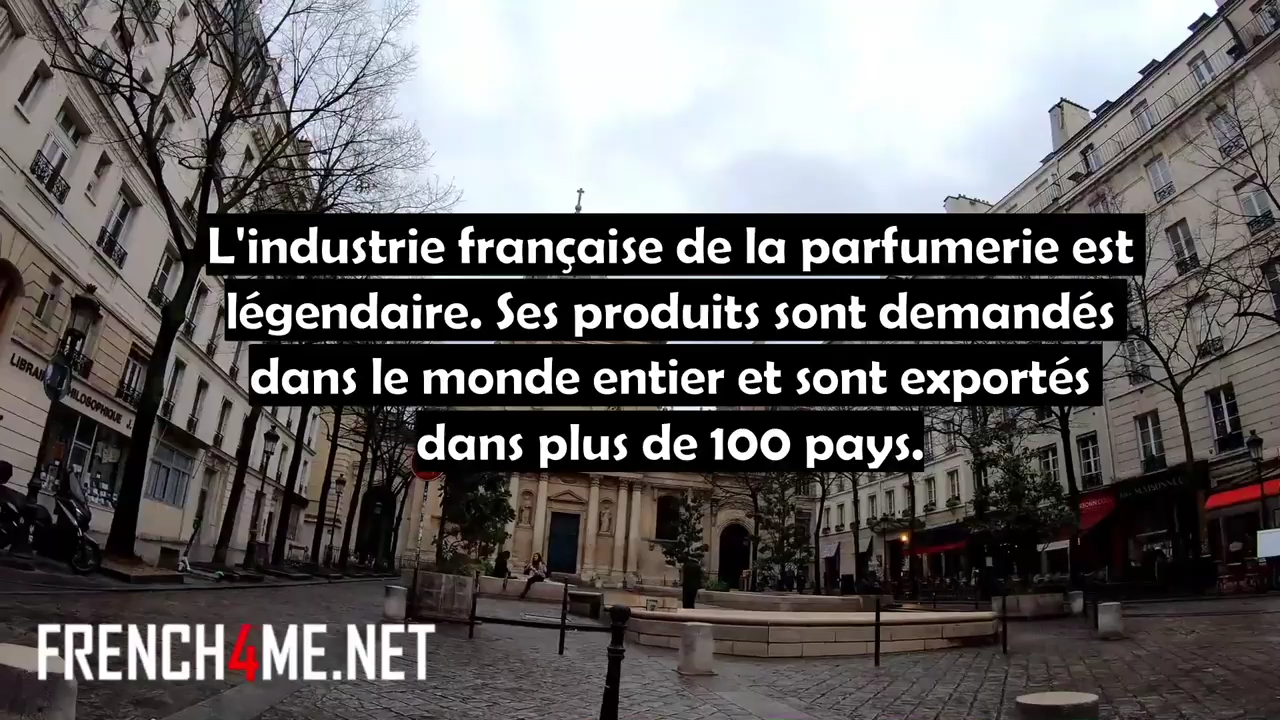 L'industrie française de la parfumerie est
légendaire. Ses produits sont demandés
dans le monde entier et sont exportés
dans plus de 100 pays.
PHILOSOPHIQUE J.
FRENCH4ME.NET